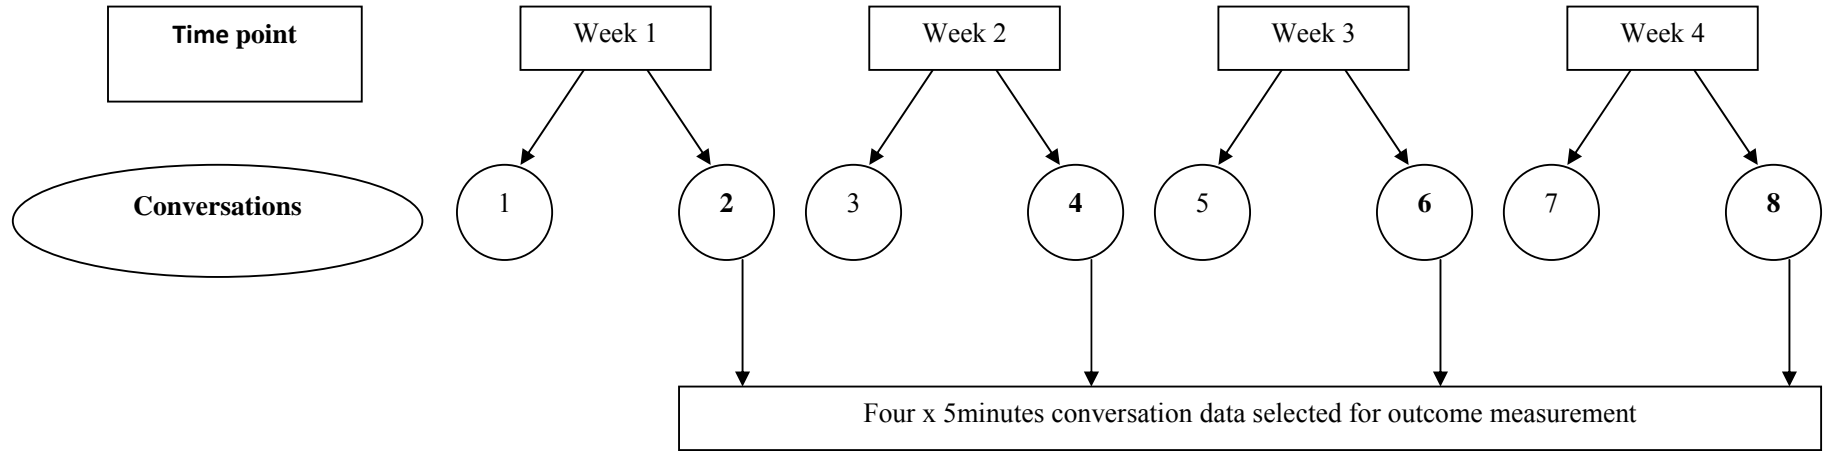 Time point
Week 1
Week 2
Week 3
Week 4
Conversations
1
2
3
4
5
6
7
8
Four x 5minutes conversation data selected for outcome measurement